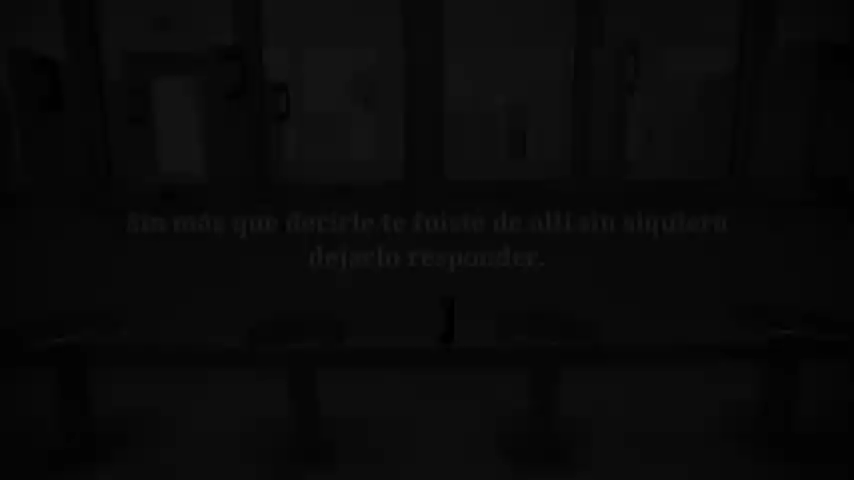 Sin más que decirle te fuiste de allí sin siquiera
dejarlo responder.